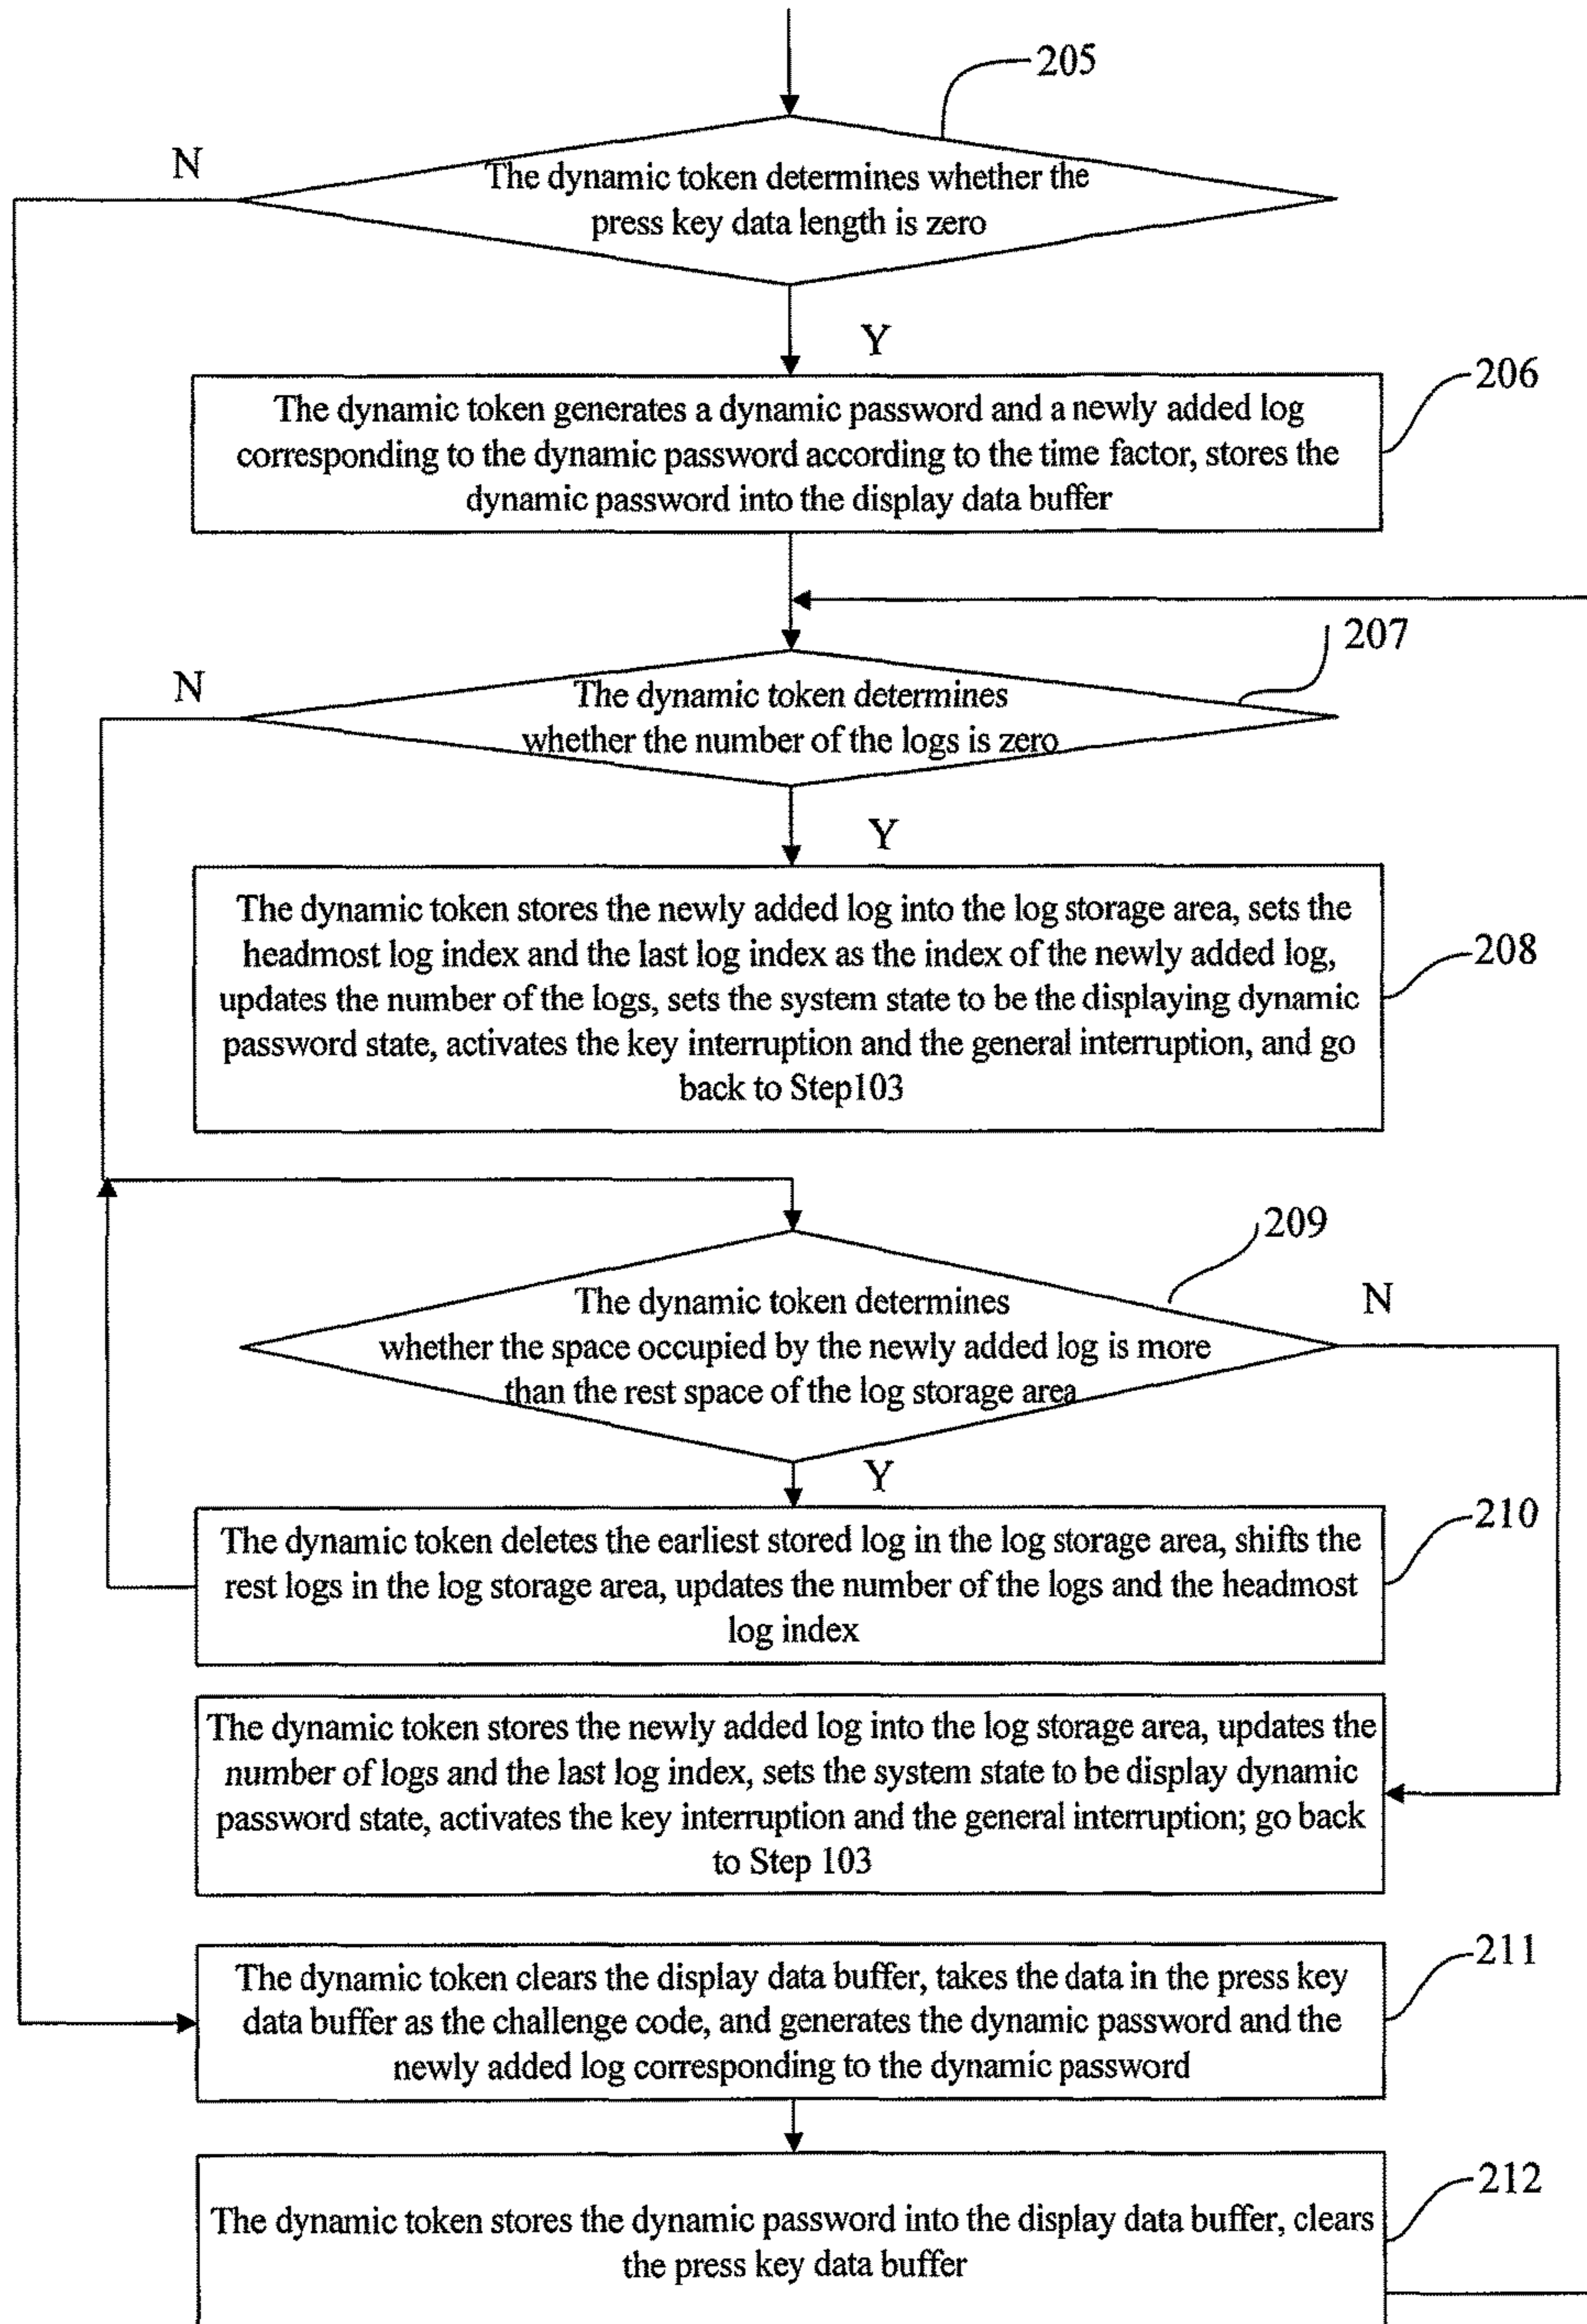 205
N
The dynamic token determines whether the
press key data length is zero
Y
206
The dynamic token generates a dynamic password and a newly added log
corresponding to the dynamic password according to the time factor, stores the
dynamic password into the display data buffer
207
N
The dynamic token determines
whether the number of the logs is zero
Y
The dynamic token stores the newly added log into the log storage area, sets the
headmost log index and the last log index as the index of the newly added log,
updates the number of the logs, sets the system state to be the displaying dynamic
password state, activates the key interruption and the general interruption, and go
back to Step103
208
209
N
The dynamic token determines
whether the space occupied by the newly added log is more
than the rest space of the log storage area
Y
210
The dynamic token deletes the earliest stored log in the log storage area, shifts the
rest logs in the log storage area, updates the number of the logs and the headmost
log index
The dynamic token stores the newly added log into the log storage area, updates the
number of logs and the last log index, sets the system state to be display dynamic
password state, activates the key interruption and the general interruption; go back
to Step 103
211
The dynamic token clears the display data buffer, takes the data in the press key
data buffer as the challenge code, and generates the dynamic password and the
newly added log corresponding to the dynamic password
212
The dynamic token stores the dynamic password into the display data buffer, clears
the press key data buffer